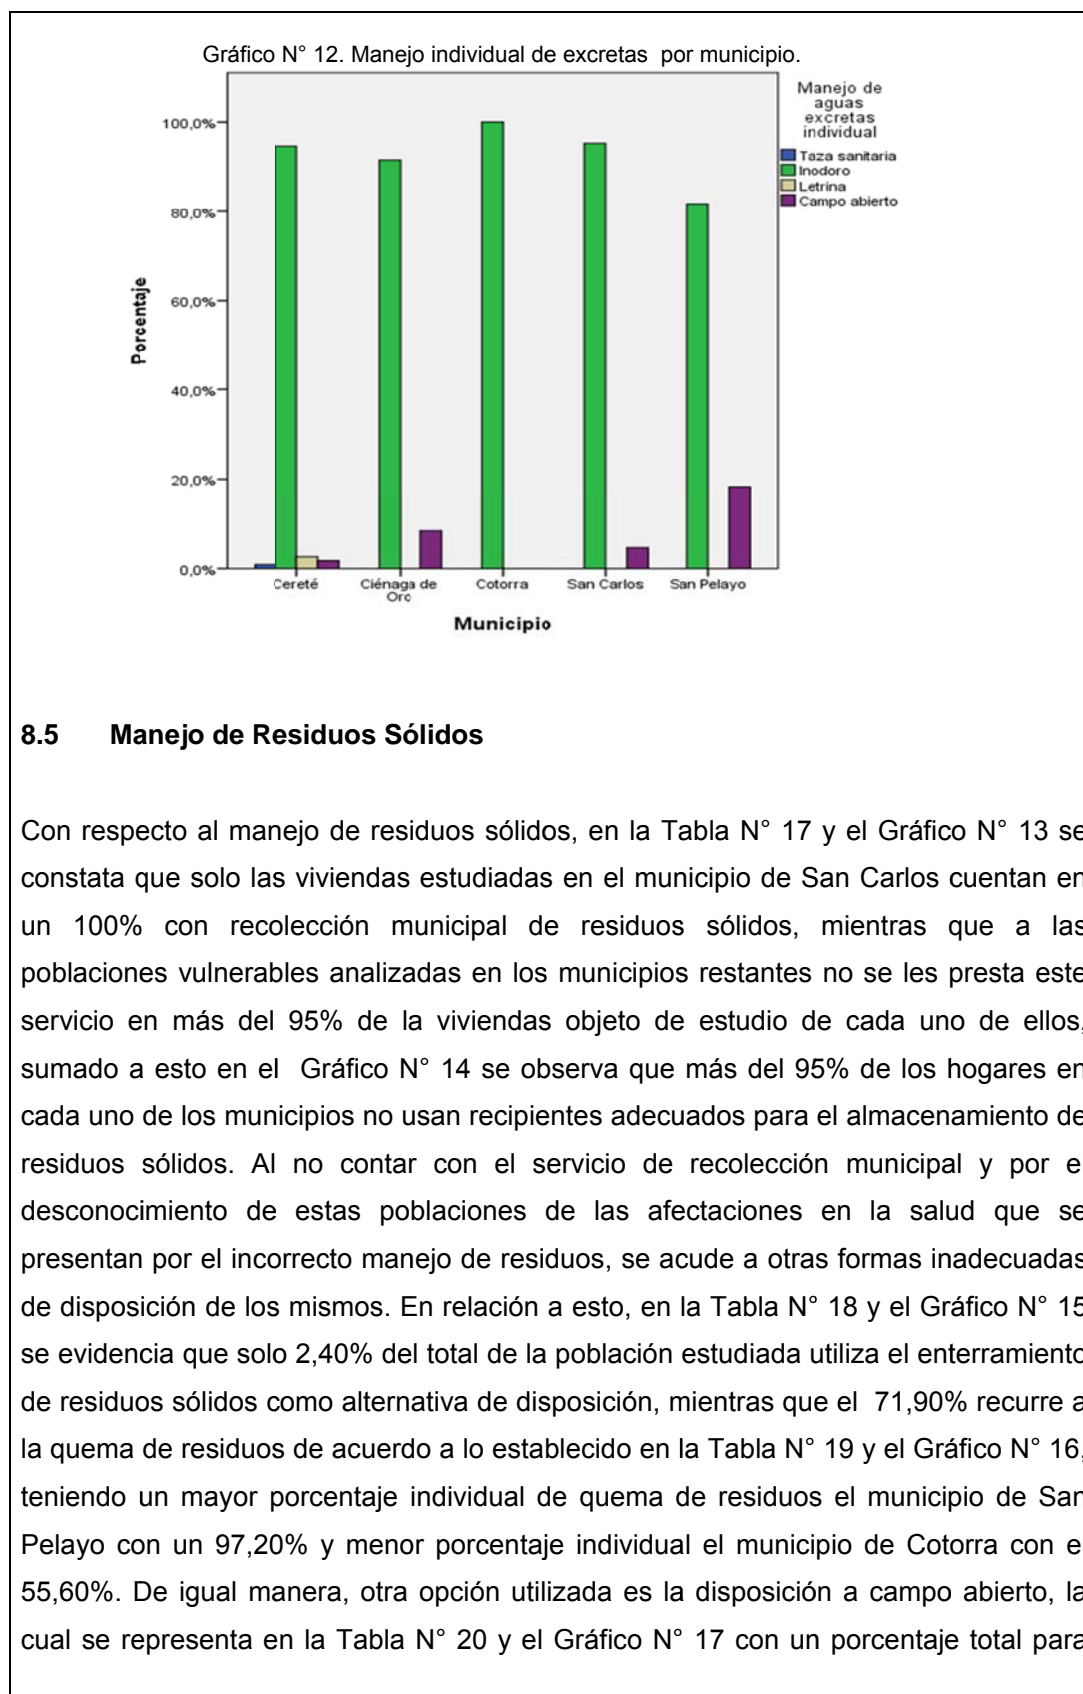 Gráfico N° 12. Manejo individual de excretas  por municipio.
Manejo de
aguas
excretas
individual
Taza sanitaria
Inodoro
Letrina
Campo abierto
100,0%
80,0%
60,0%
40,0%
20,0%
0,0%
Porcentaje
Cereté
Ciénaga de
Oro
Cotorra
San Carlos
San Pelayo
Municipio
8.5 Manejo de Residuos Sólidos
Con respecto al manejo de residuos sólidos, en la Tabla N° 17 y el Gráfico N° 13 se
constata que solo las viviendas estudiadas en el municipio de San Carlos cuentan en
un 100% con recolección municipal de residuos sólidos, mientras que a las
poblaciones vulnerables analizadas en los municipios restantes no se les presta este
servicio en más del 95% de la viviendas objeto de estudio de cada uno de ellos,
sumado a esto en el  Gráfico N° 14 se observa que más del 95% de los hogares en
cada uno de los municipios no usan recipientes adecuados para el almacenamiento de
residuos sólidos. Al no contar con el servicio de recolección municipal y por e
desconocimiento de estas poblaciones de las afectaciones en la salud que se
presentan por el incorrecto manejo de residuos, se acude a otras formas inadecuadas
de disposición de los mismos. En relación a esto, en la Tabla N° 18 y el Gráfico N° 15
se evidencia que solo 2,40% del total de la población estudiada utiliza el enterramiento
de residuos sólidos como alternativa de disposición, mientras que el  71,90% recurre a
la quema de residuos de acuerdo a lo establecido en la Tabla N° 19 y el Gráfico N° 16,
teniendo un mayor porcentaje individual de quema de residuos el municipio de San
Pelayo con un 97,20% y menor porcentaje individual el municipio de Cotorra con e
55,60%. De igual manera, otra opción utilizada es la disposición a campo abierto, la
cual se representa en la Tabla N° 20 y el Gráfico N° 17 con un porcentaje total para